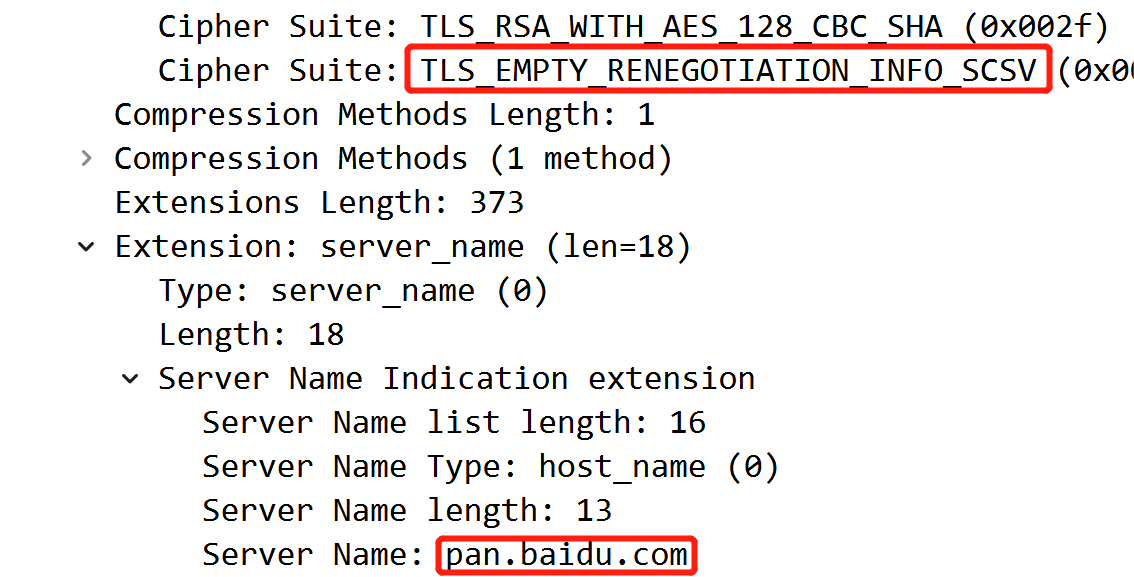 Cipher Suite: TLS_RSA_WITH_AES_128_CBC_SHA (0x002f)
Cipher Suite: TLS_EMPTY_RENEGOTIATION_INFO_SCSV (0x00
Compression Methods Length: 1
Compression Methods (1 method)
Extensions Length: 373
Extension: server_name (len=18)
Type: server_name (0)
Length: 18
Server Name Indication extension
Server Name list length: 16
Server Name Type: host_name (0)
Server Name length: 13
Server Name: pan.baidu.com